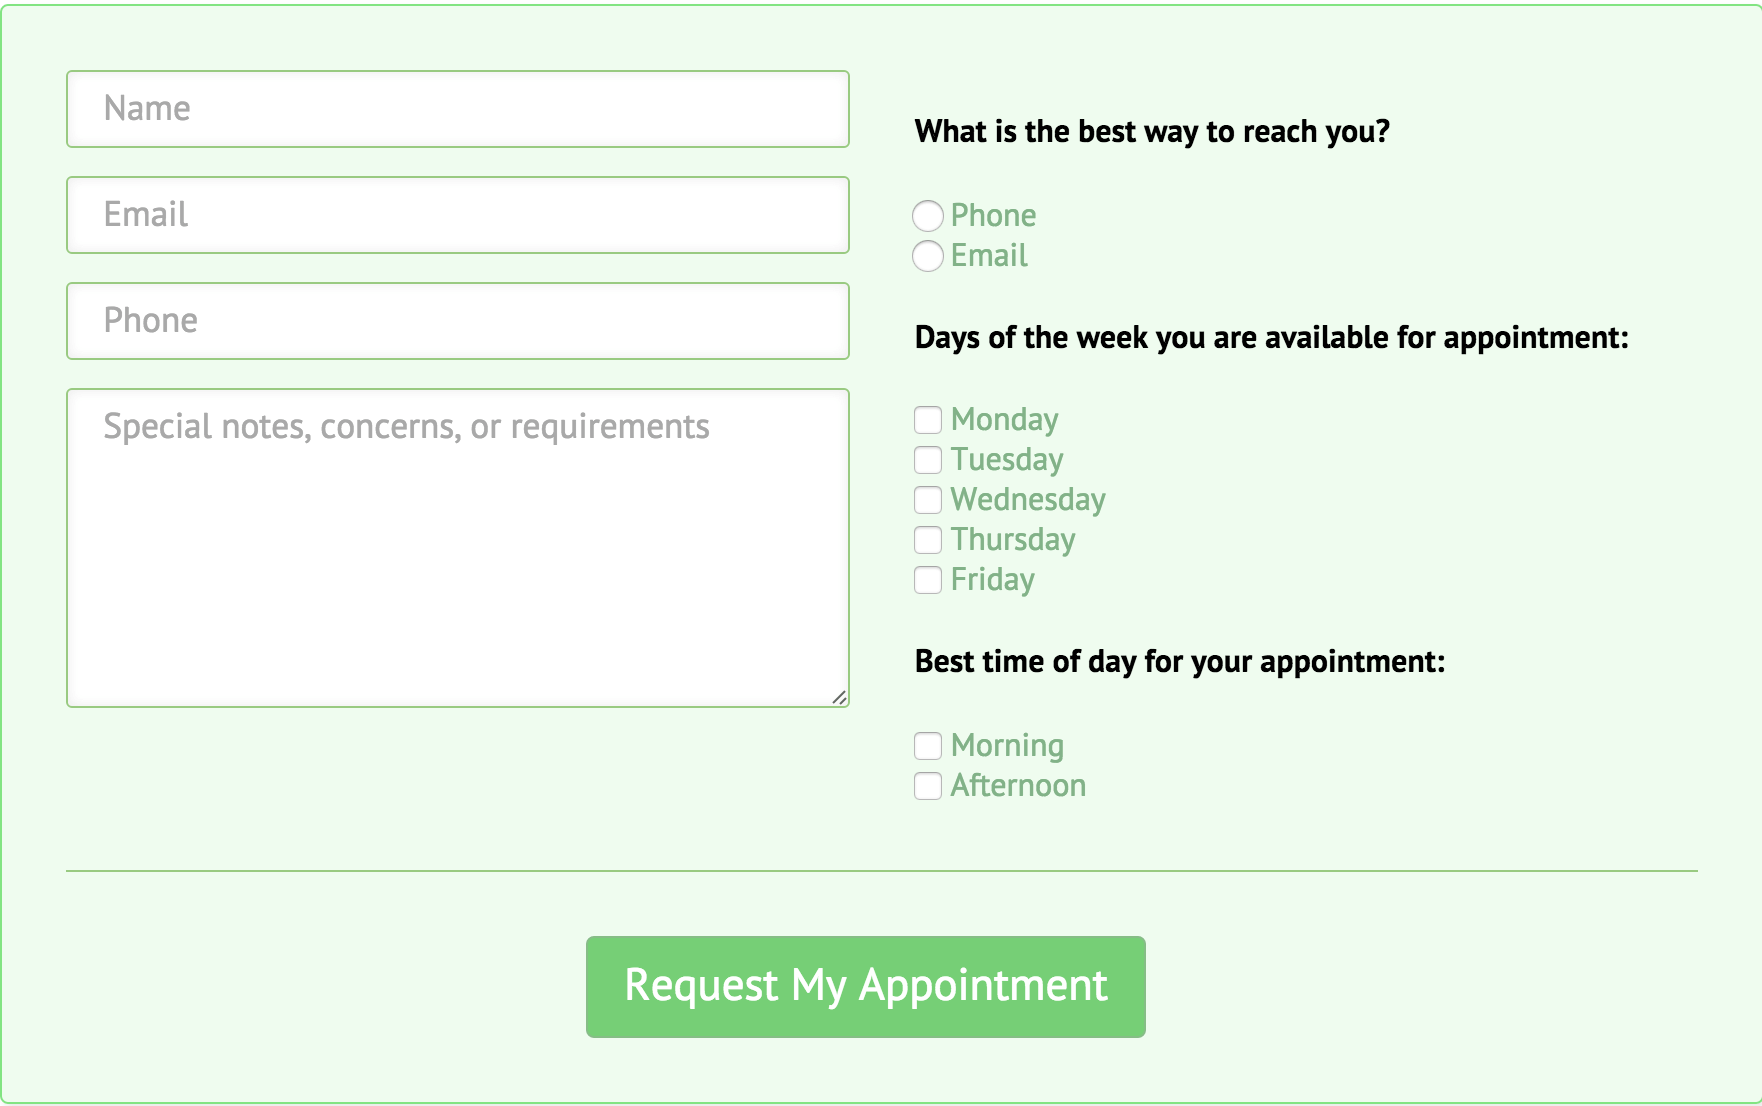 Name
Email
Phone
Special notes, concerns, or requirements
What is the best way to reach you?
Phone
Email
Days of the week you are available for appointment:
Monday
Tuesday
Wednesday
Thursday
Friday
Best time of day for your appointment:
Morning
Afternoon
Request My Appointment